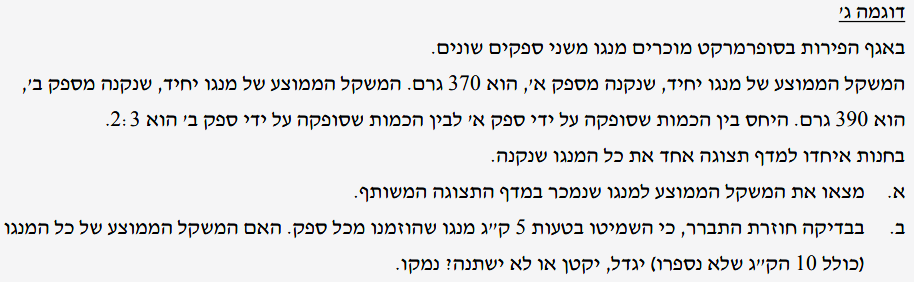 דוגמה ג׳
באגף הפירות בסופרמרקט מוכרים מנגו משני ספקים שונים.
המשקל הממוצע של מנגו יחיד, שנקנה מספק א׳, הוא 370 גרם. המשקל הממוצע של מנגו יחיד, שנקנה מספק ב׳,
הוא 390 גרם. היחס בין הכמות שסופקה על ידי ספק א׳ לבין הכמות שסופקה על ידי ספק ב׳ הוא 2:3.
בחנות איחדו למדף תצוגה אחד את כל המנגו שנקנה.
א. מצאו את המשקל הממוצע למנגו שנמכר במדף התצוגה המשותף.
ב. בבדיקה חוזרת התברר, כי השמיטו בטעות 5 ק״ג מנגו שהוזמנו מכל ספק. האם המשקל הממוצע של כל המנגו
(כולל 10 הק״ג שלא נספרו) יגדל, יקטן או לא ישתנה? נמקו.